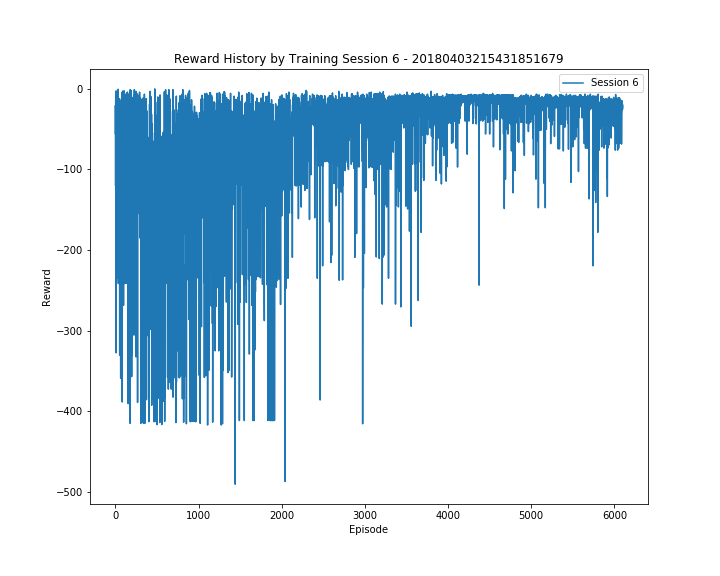 Reward History by Training Session 6 - 20180403215431851679
Session 6
0
−100
−200
−300
−400
−500
Reward
0 1000 2000 3000 4000 5000 6000
Episode